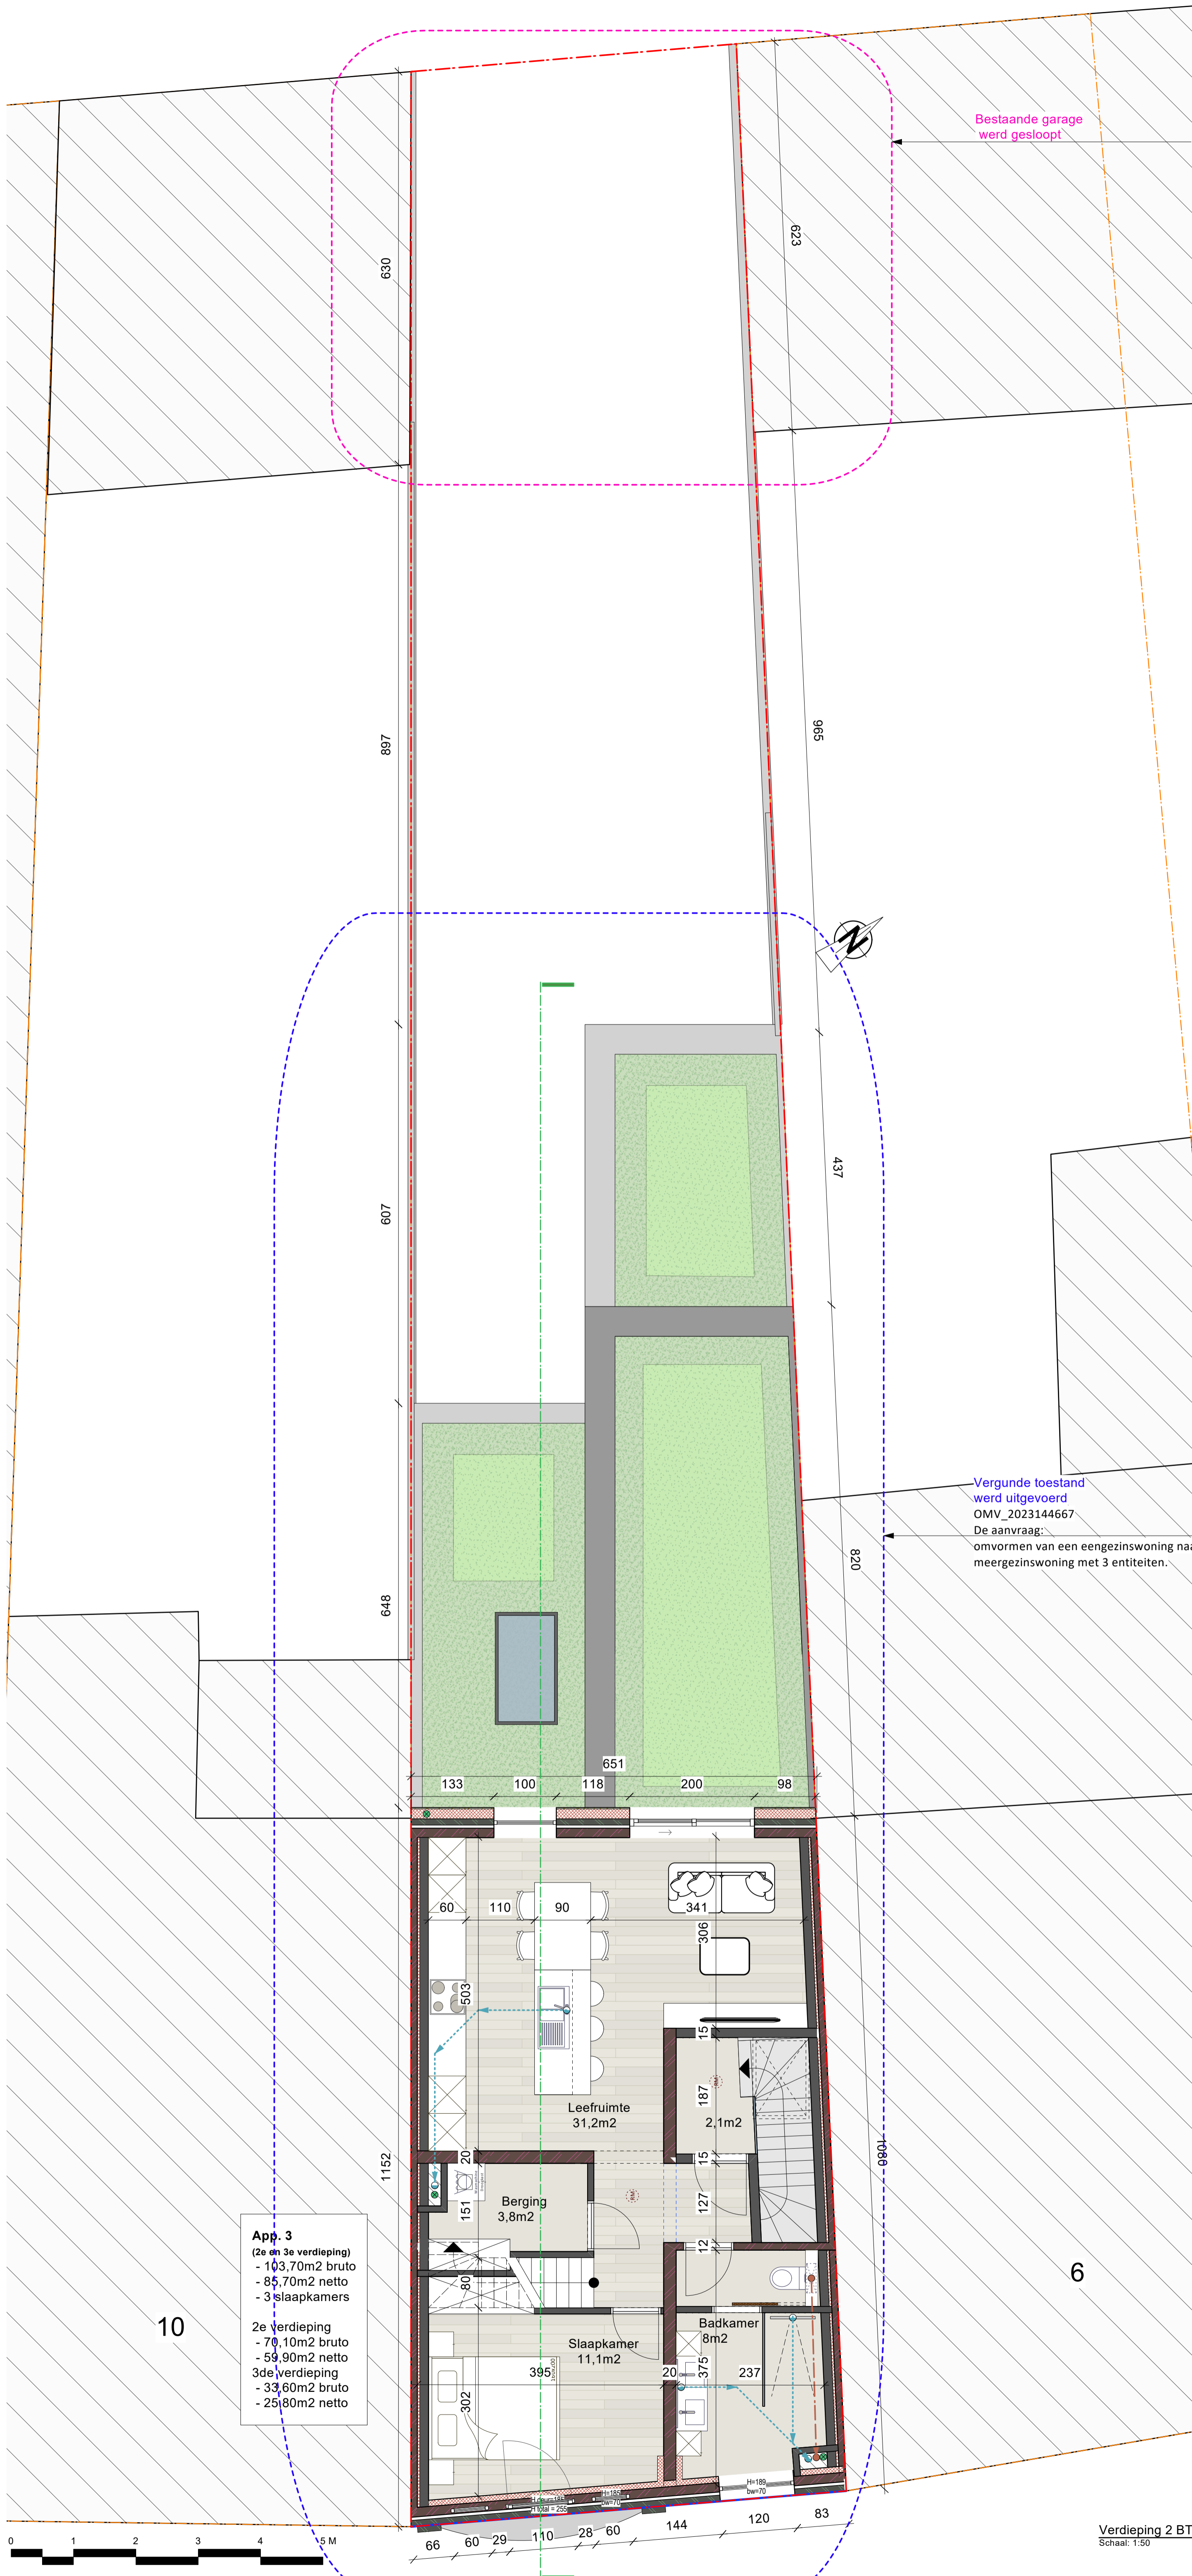 Bestaande garage
werd gesloopt
623
630
965
897
N
437
607
Vergunde toestand
werd uitgevoerd
OMV_2023144667
De aanvraag:
omvormen van een eengezinswoning naa
meergezinswoning met 3 entiteiten.
820
648
651
133
100
118
200
98
60
110
90
341
306
503
15
187
Leefruimte
31,2m2
2,1m2
1152
20
15
1080
Berging
3,8m2
151
127
12
App. 3
(2e en 3e verdieping)
- 103,70m2 bruto
- 85,70m2 netto
- 3 slaapkamers
2e verdieping
- 70,10m2 bruto
- 59,90m2 netto
3de verdieping
- 33,60m2 bruto
- 25,80m2 netto
80
10
6
Slaapkamer
11,1m2
Badkamer
8m2
395
20
375
237
302
H=189
bw=70
H=185
bw=70
H total = 255
66
60
29
110
28
60
144
120
83
0
1
2
3
4
5 M
Verdieping 2 BT
Schaal: 1:50